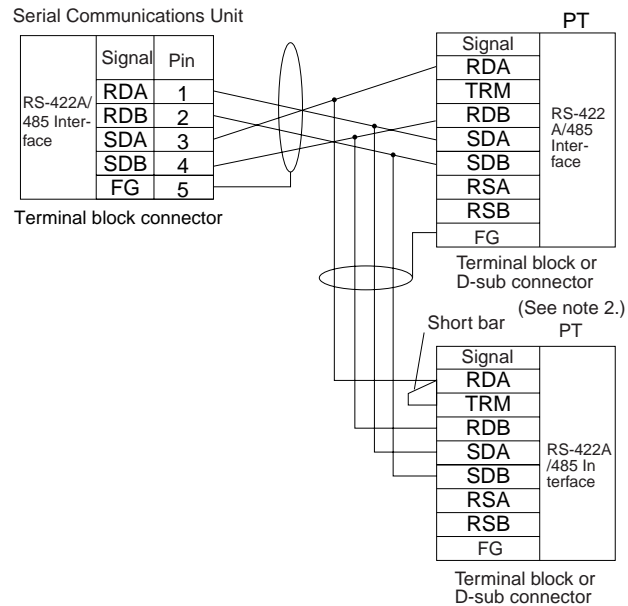 Serial Communications Unit
RS-422A/
485 Inter-
face
Signal Pin
RDA 1
RDB 2
SDA 3
SDB 4
FG 5
Terminal block connector
PT
Signal
RDA
TRM
RDB
SDA
SDB
RSA
RSB
FG
RS-422
A/485
Inter-
face
Terminal block or
D-sub connector
(See note 2.)
Short bar
PT
Signal
RDA
TRM
RDB
SDA
SDB
RSA
RSB
FG
RS-422A
/485 In
terface
Terminal block or
D-sub connector